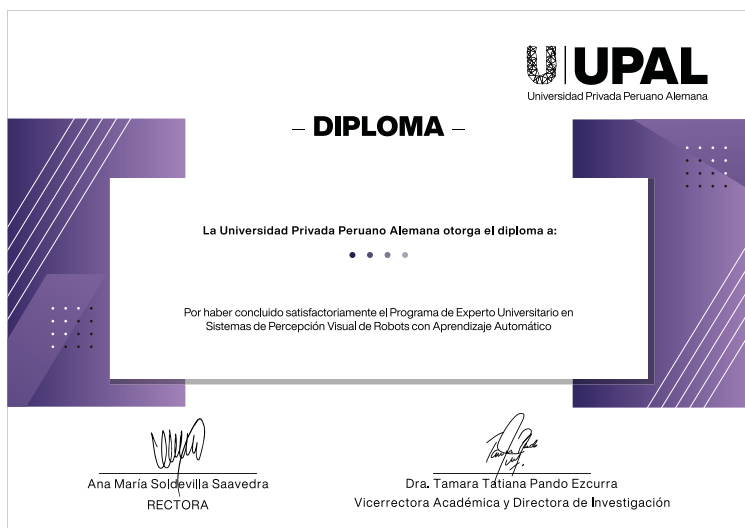 UPAL
Universidad Privada Peruano Alemana
– DIPLOMA –
La Universidad Privada Peruano Alemana otorga el diploma a:
Por haber concluido satisfactoriamente el Programa de Experto Universitario en
Sistemas de Percepción Visual de Robots con Aprendizaje Automático
Ana María Soldevilla Saavedra
RECTORA
Dra. Tamara Tatiana Pando Ezcurra
Vicerrectora Académica y Directora de Investigación